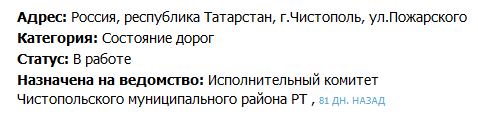 Адрес: Россия, республика Татарстан, г.Чистополь, ул.Пожарского
Категория: Состояние дорог
Статус: В работе
Назначена на ведомство: Исполнительный комитет
Чистопольского муниципального района РТ , 81 ДН. НАЗАД